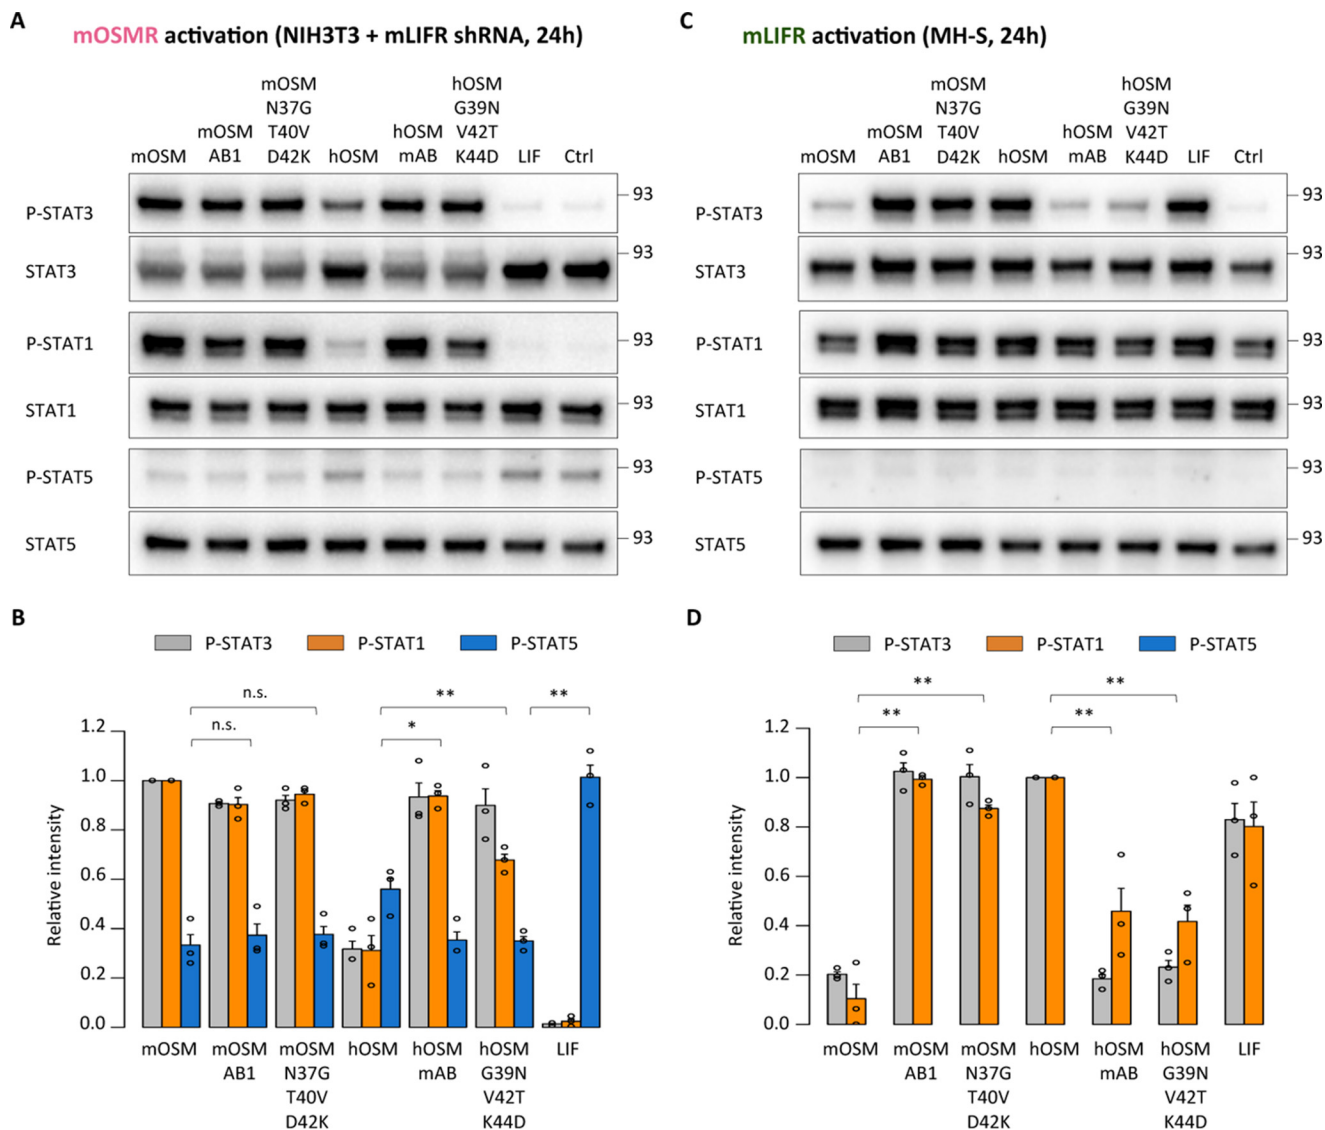 A
mOSMR activation (NIH3T3 + mLIFR shRNA, 24h)
mOSM
mOSM
AB1
mOSM
N37G
T40V
D42K
hOSM
hOSM
mAB
hOSM
G39N
V42T
K44D
LIF
Ctrl
P-STAT3
93
STAT3
93
P-STAT1
93
STAT1
93
P-STAT5
93
STAT5
93
C
mLIFR activation (MH-S, 24h)
mOSM
mOSM
AB1
mOSM
N37G
T40V
D42K
hOSM
hOSM
mAB
hOSM
G39N
V42T
K44D
LIF
Ctrl
P-STAT3
93
STAT3
93
P-STAT1
93
STAT1
93
P-STAT5
93
STAT5
93
B
P-STAT3
P-STAT1
P-STAT5
n.s.
**
**
n.s.
*
Relative intensity
1.2
1.0
0.8
0.6
0.4
0.2
0.0
mOSM
mOSM
AB1
mOSM
N37G
T40V
D42K
hOSM
hOSM
mAB
hOSM
G39N
V42T
K44D
LIF
D
P-STAT3
P-STAT1
P-STAT5
**
**
**
**
Relative intensity
1.2
1.0
0.8
0.6
0.4
0.2
0.0
mOSM
mOSM
AB1
mOSM
N37G
T40V
D42K
hOSM
hOSM
mAB
hOSM
G39N
V42T
K44D
LIF